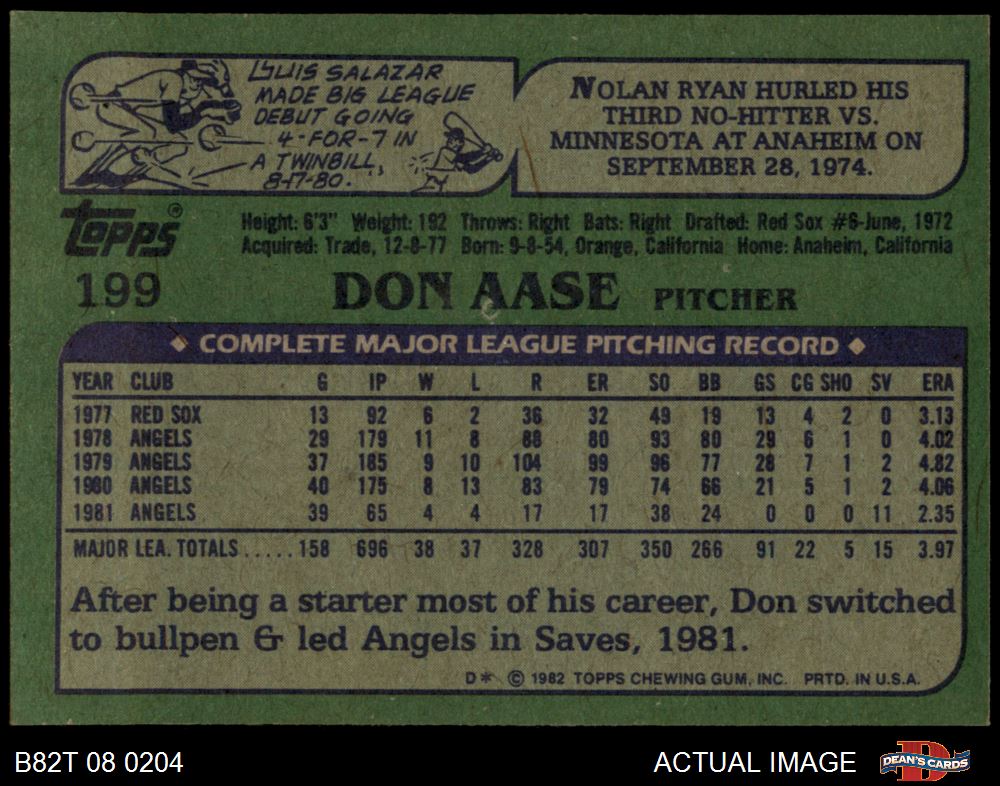 LUIS SALAZAR
MADE BIG LEAGUE
DEBUT GOING
4-FOR-7 IN
A TWINBILL,
8-17-80.
NOLAN RYAN HURLED HIS
THIRD NO-HITTER VS.
MINNESOTA AT ANAHEIM ON
SEPTEMBER 28, 1974.
Topps®
Height: 6'3" Weight: 192 Throws: Right Bats: Right Drafted: Red Sox #6-June, 1972
Acquired: Trade, 12-8-77 Born: 9-8-54, Orange, California Home: Anaheim, California
199 DON AASE PITCHER
◆ COMPLETE MAJOR LEAGUE PITCHING RECORD ◆
YEAR CLUB G IP W L R ER SO BB GS CG SHO SV ERA
1977 RED SOX 13 92 6 2 36 32 49 19 13 4 2 0 3.13
1978 ANGELS 29 179 11 8 88 80 93 80 29 6 1 0 4.02
1979 ANGELS 37 185 9 10 104 99 96 77 28 7 1 2 4.82
1980 ANGELS 40 175 8 13 83 79 74 66 21 5 1 2 4.06
1981 ANGELS 39 65 4 4 17 17 38 24 0 0 0 11 2.35
MAJOR LEA. TOTALS..... 158 696 38 37 328 307 350 266 91 22 5 15 3.97
After being a starter most of his career, Don switched
to bullpen & led Angels in Saves, 1981.
D* © 1982 TOPPS CHEWING GUM, INC. PRTD. IN U.S.A.
B82T 08 0204 ACTUAL IMAGE D DEAN'S CARDS